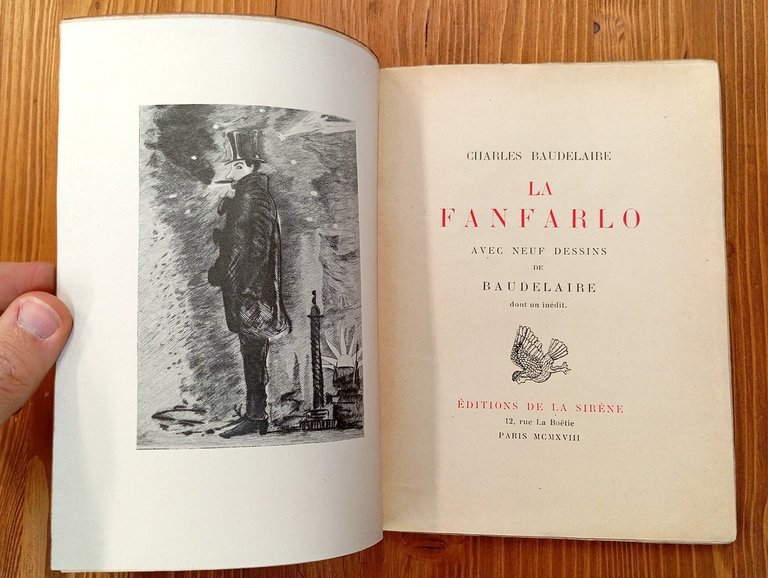 CHARLES BAUDELAIRE
LA
FANFARLO
AVEC NEUF DESSINS
DE
BAUDELAIRE
dont un inédit.
ÉDITIONS DE LA SIRÈNE
12, rue La Boëtie
PARIS MCMXVIII